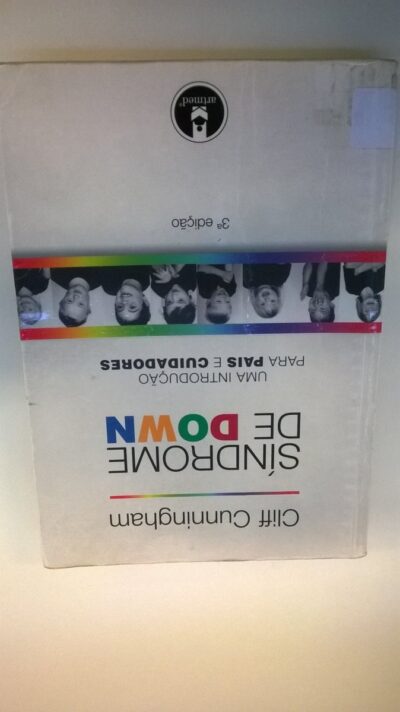 Cliff Cunningham
SÍNDROME
DE DOWN
UMA INTRODUÇÃO
PARA PAIS E CUIDADORES
3ª edição
artmed®